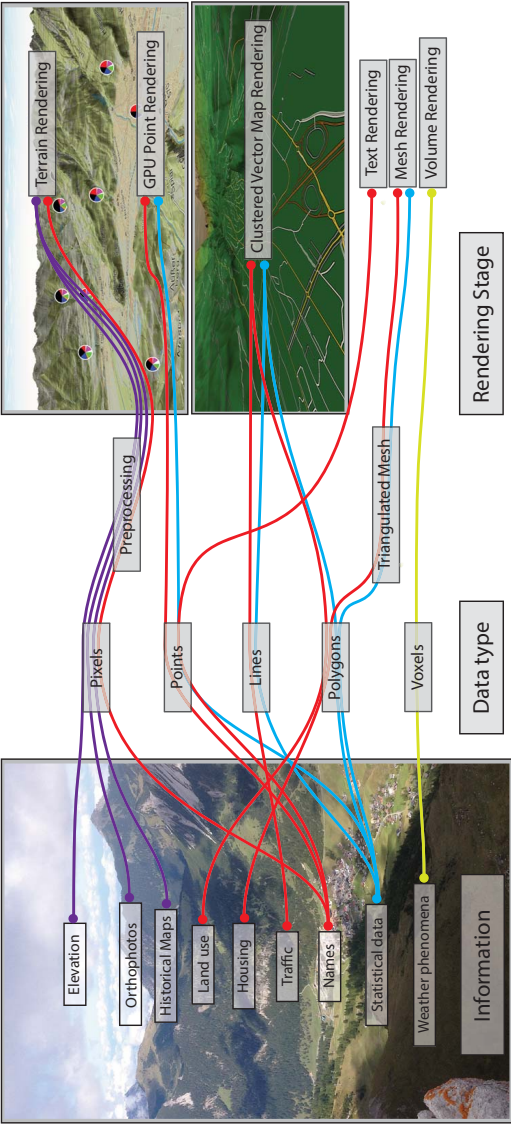 Elevation
Orthophotos
Historical Maps
Land use
Housing
Traffic
Names
Statistical data
Weather phenomena
Information
Pixels
Points
Lines
Polygons
Voxels
Data type
Preprocessing
Triangulated Mesh
Terrain Rendering
GPU Point Rendering
Clustered Vector Map Rendering
Text Rendering
Mesh Rendering
Volume Rendering
Rendering Stage